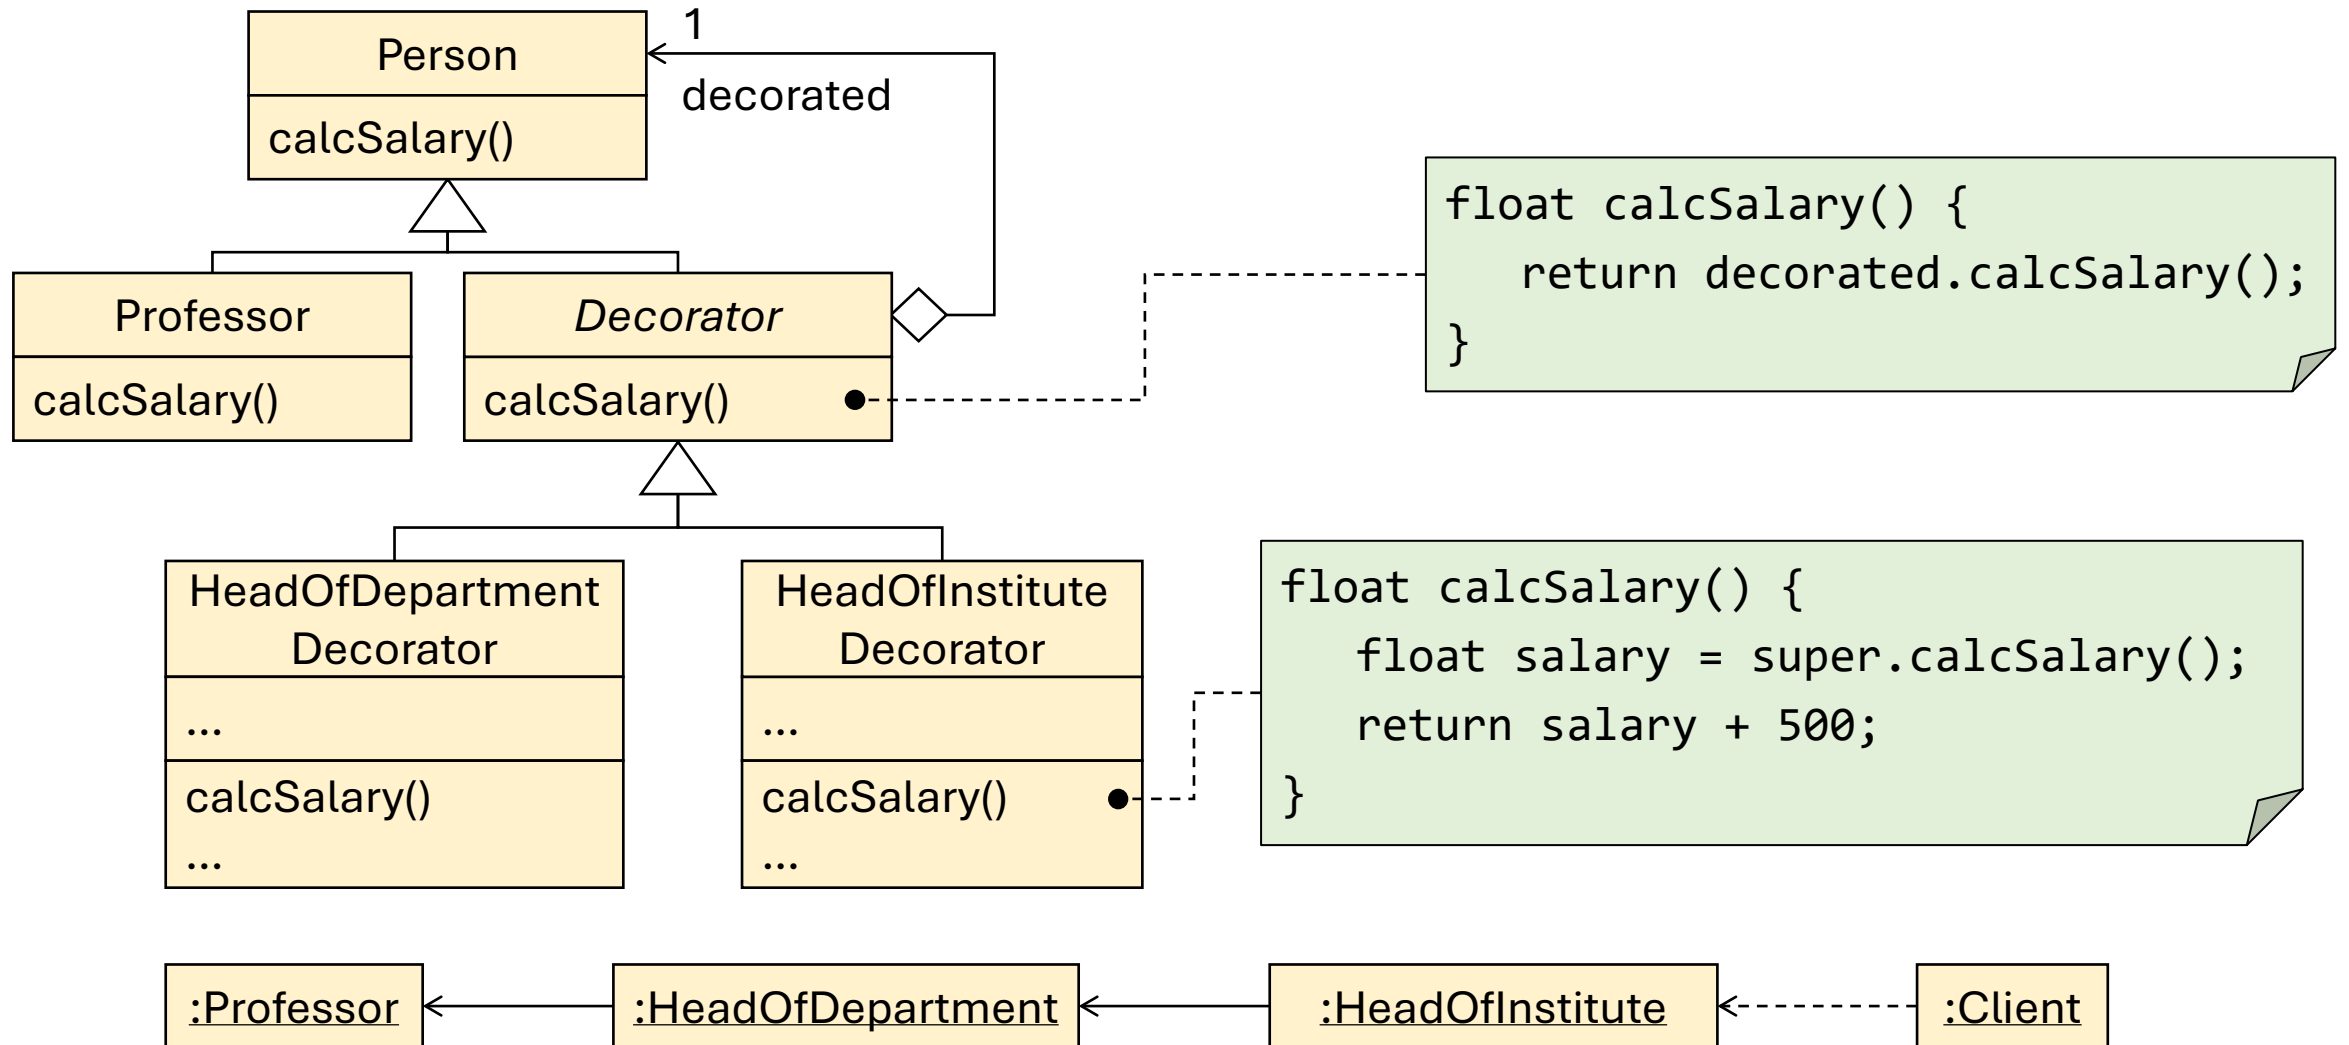 Person
calcSalary()
1
decorated
Professor
calcSalary()
Decorator
calcSalary()
float calcSalary() {
return decorated.calcSalary();
}
HeadOfDepartment
Decorator
...
calcSalary()
...
HeadOfInstitute
Decorator
...
calcSalary()
...
float calcSalary() {
float salary = super.calcSalary();
return salary + 500;
}
:Professor
:HeadOfDepartment
:HeadOfInstitute
:Client